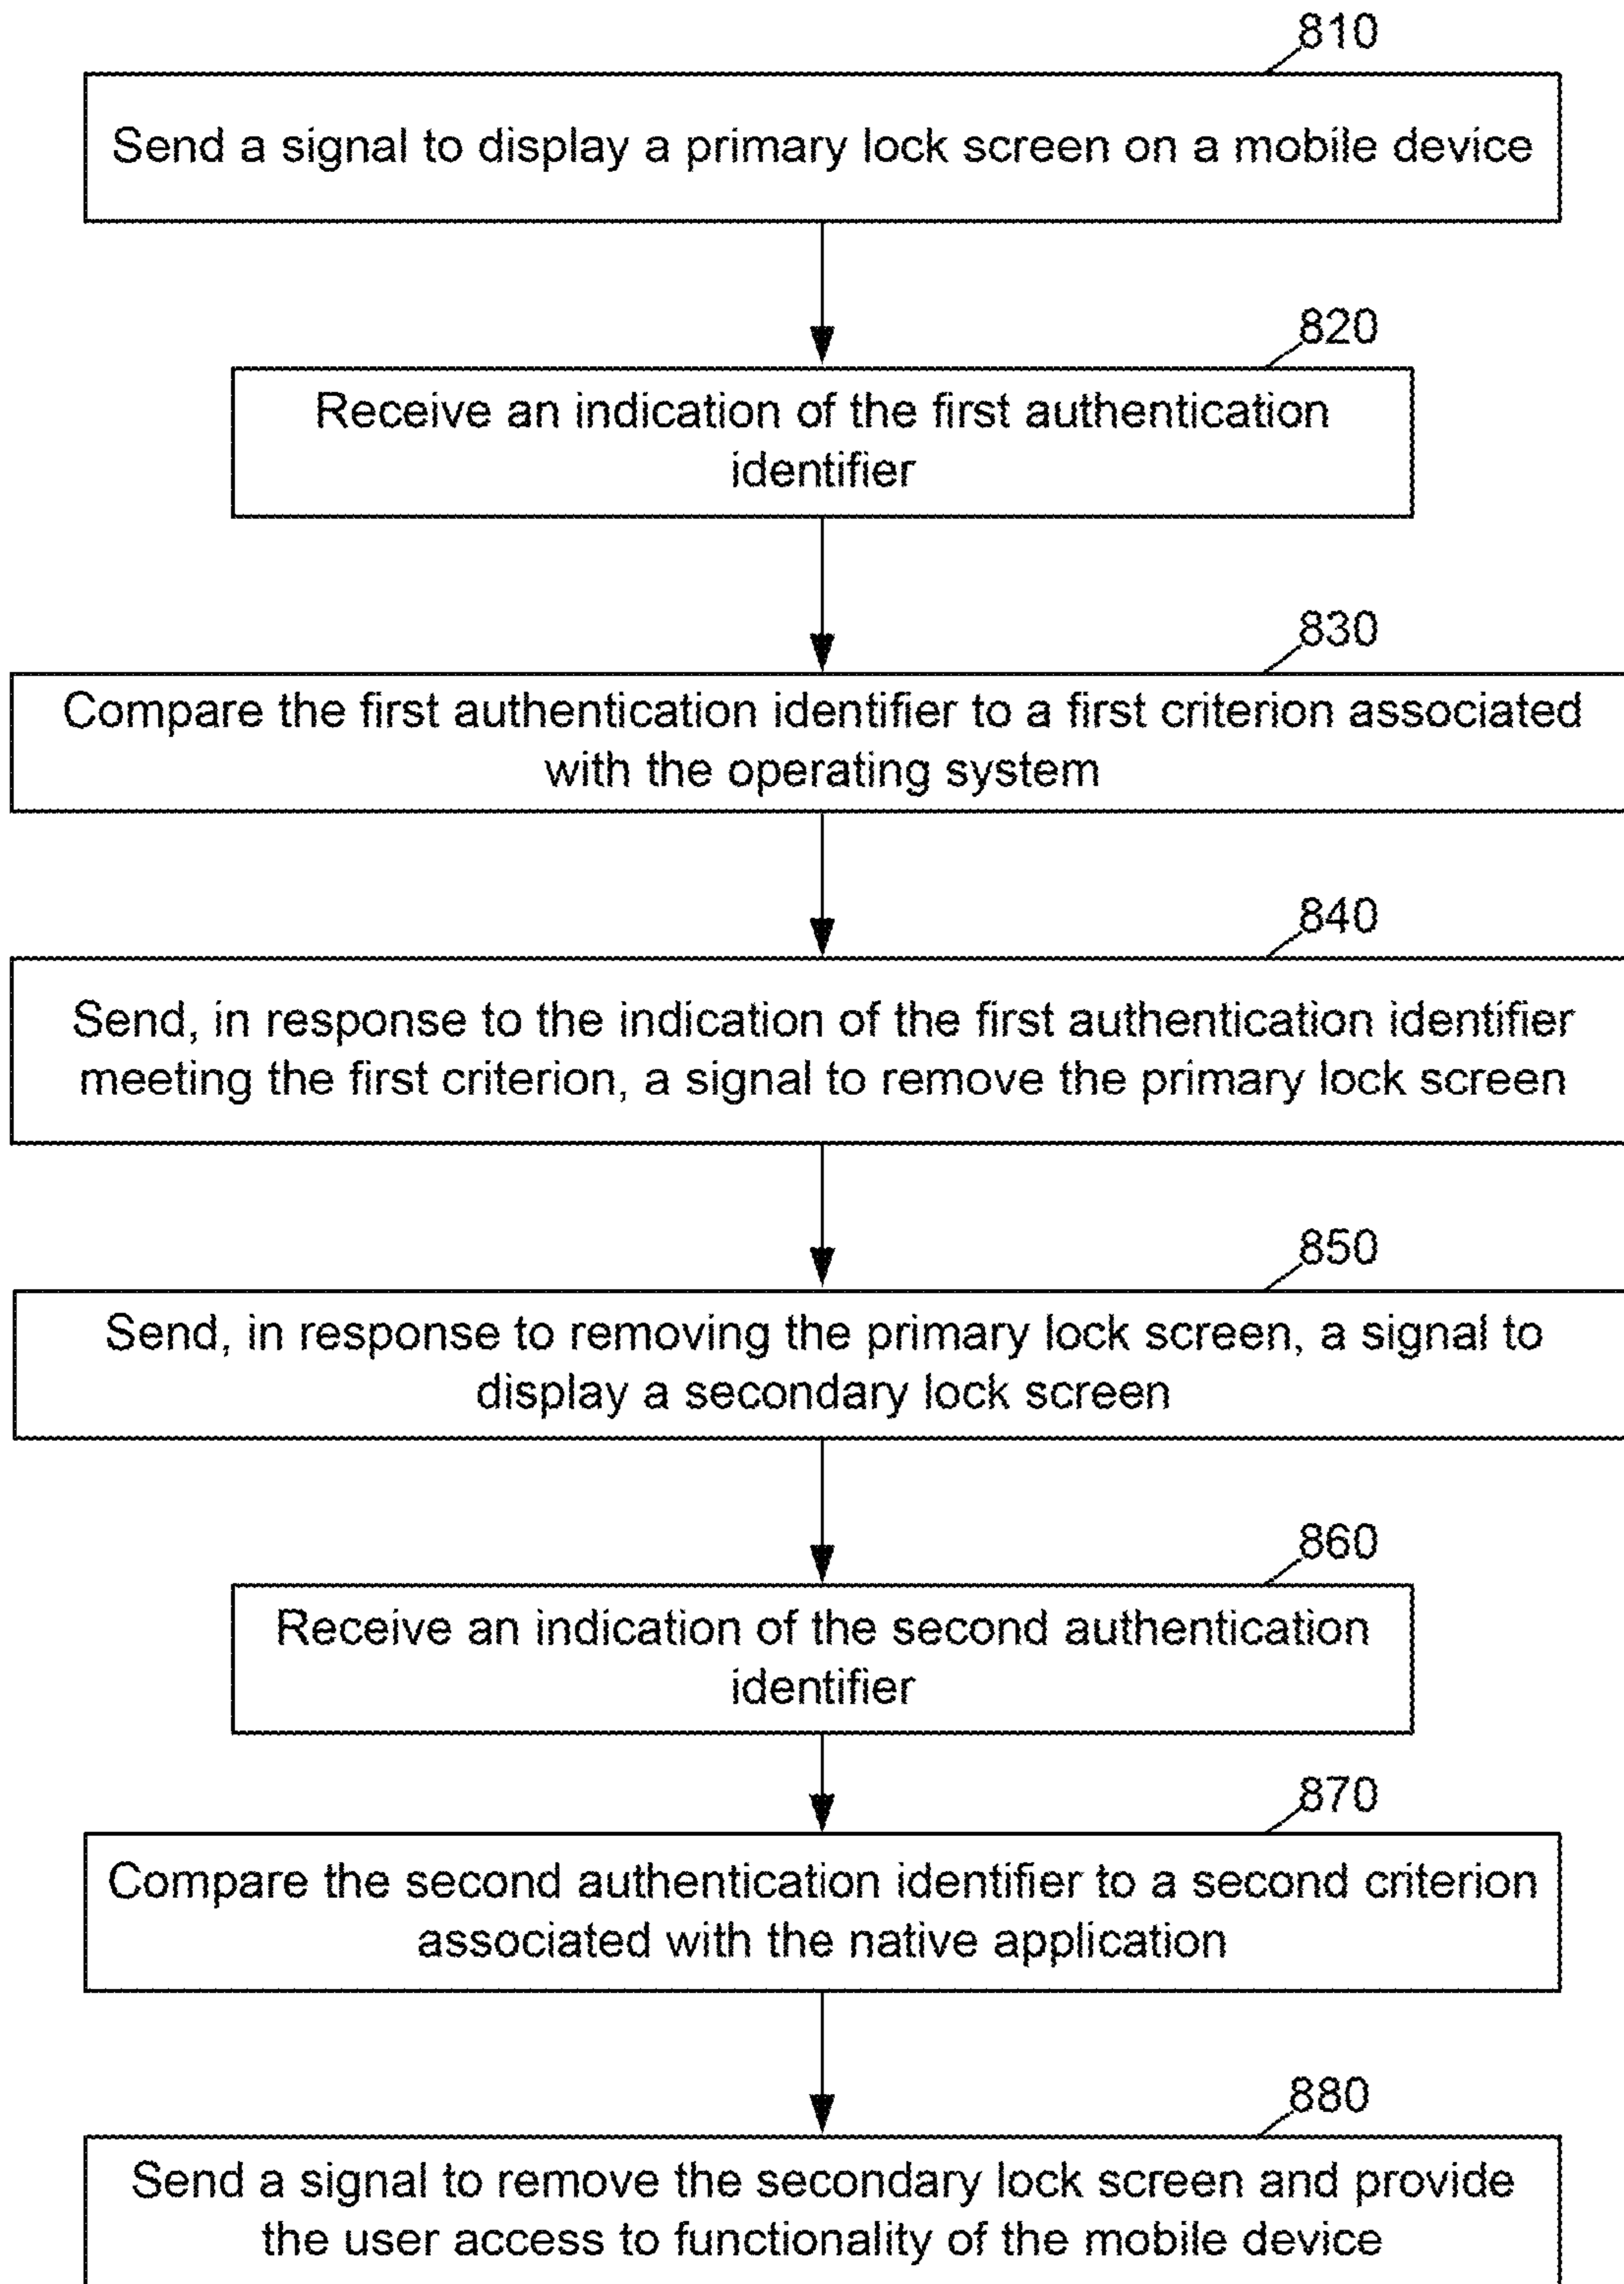 810
Send a signal to display a primary lock screen on a mobile device
820
Receive an indication of the first authentication
identifier
830
Compare the first authentication identifier to a first criterion associated
with the operating system
840
Send, in response to the indication of the first authentication identifier
meeting the first criterion, a signal to remove the primary lock screen
850
Send, in response to removing the primary lock screen, a signal to
display a secondary lock screen
860
Receive an indication of the second authentication
identifier
870
Compare the second authentication identifier to a second criterion
associated with the native application
880
Send a signal to remove the secondary lock screen and provide
the user access to functionality of the mobile device